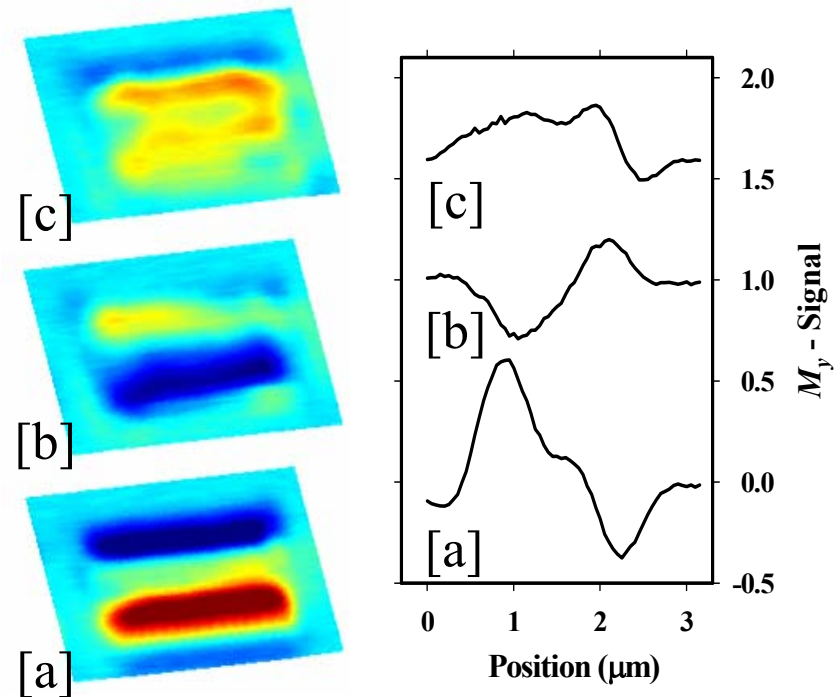 [c]
[b]
[a]
[c]
[b]
[a]
2.0
1.5
1.0
0.5
0.0
-0.5
My - Signal
0 1 2 3
Position (μm)